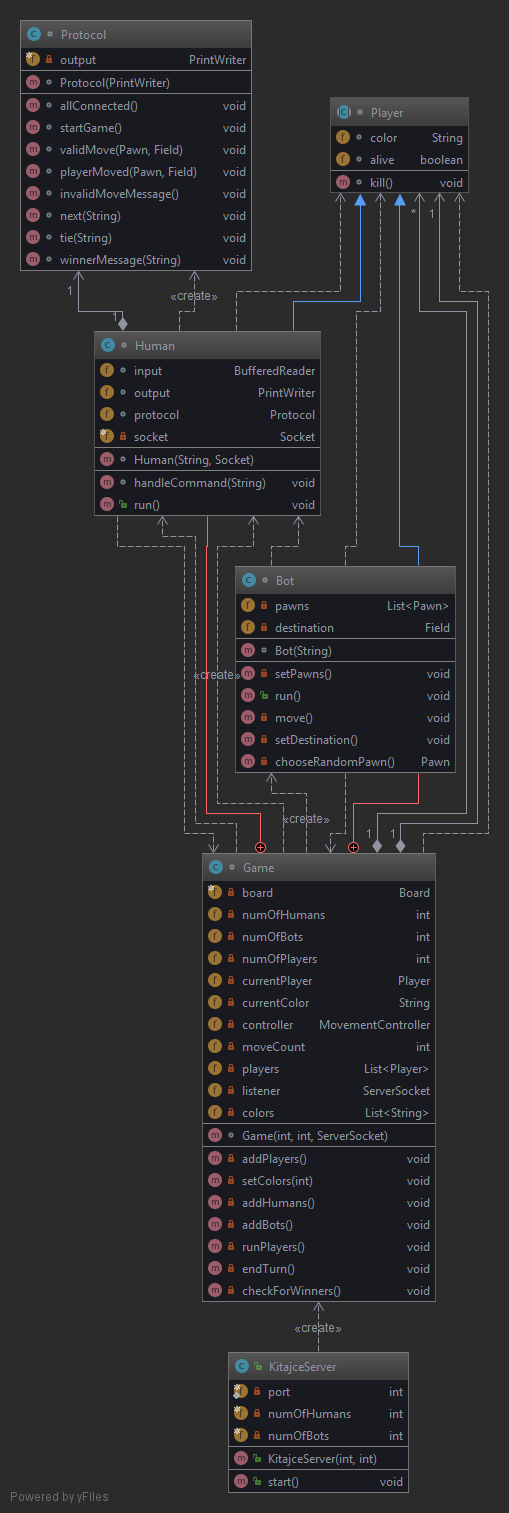 Protocol
output PrintWriter
Protocol(PrintWriter)
allConnected() void
startGame() void
validMove(Pawn, Field) void
playerMoved(Pawn, Field) void
invalidMoveMessage() void
next(String) void
tie(String) void
winnerMessage(String) void
Player
color String
alive boolean
kill() void
* 1
1 «create»
1
Human
input BufferedReader
output PrintWriter
protocol Protocol
socket Socket
Human(String, Socket)
handleCommand(String) void
run() void
Bot
pawns List<Pawn>
destination Field
Bot(String)
«create»
setPawns() void
run() void
move() void
setDestination() void
chooseRandomPawn() Pawn
«create»
1 1
Game
board Board
numOfHumans int
numOfBots int
numOfPlayers int
currentPlayer Player
currentColor String
controller MovementController
moveCount int
players List<Player>
listener ServerSocket
colors List<String>
Game(int, int, ServerSocket)
addPlayers() void
setColors(int) void
addHumans() void
addBots() void
runPlayers() void
endTurn() void
checkForWinners() void
«create»
KitajceServer
port int
numOfHumans int
numOfBots int
KitajceServer(int, int)
start() void
Powered by yFiles